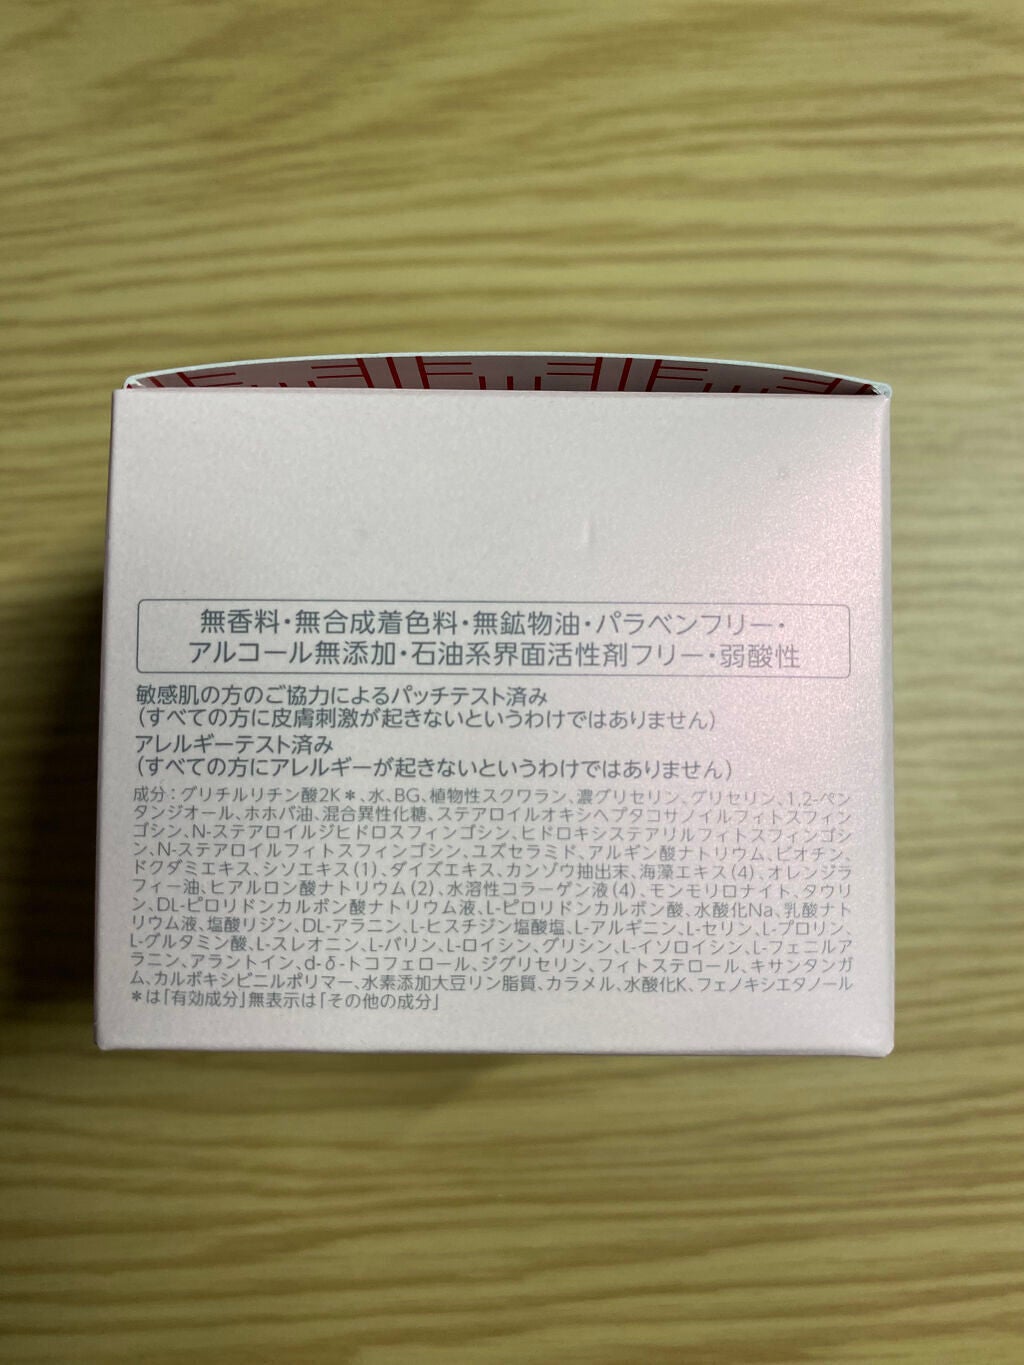 無香料・無合成着色料・無鉱物油・パラベンフリー・
アルコール無添加・石油系界面活性剤フリー・弱酸性
敏感肌の方のご協力によるパッチテスト済み
(すべての方に皮膚刺激が起きないというわけではありません)
アレルギーテスト済み
(すべての方にアレルギーが起きないというわけではありません)
成分:グリチルリチン酸2K*、水、BG、植物性スクワラン、濃グリセリン、グリセリン、1,2-ペン
タンジオール、ホホバ油、混合異性化糖、ステアロイルオキシヘプタコサノイルフィトスフィン
ゴシン、N-ステアロイルジヒドロスフィンゴシン、ヒドロキシステアリルフィトスフィンゴシ
ン、N-ステアロイルフィトスフィンゴシン、ユズセラミド、アルギン酸ナトリウム、ビオチン、
ドクダミエキス、シソエキス(1)、ダイズエキス、カンゾウ抽出末、海藻エキス(4)、オレンジラ
フィー油、ヒアルロン酸ナトリウム(2)、水溶性コラーゲン液(4)、モンモリロナイト、タウリ
ン、DL-ピロリドンカルボン酸ナトリウム液、L-ピロリドンカルボン酸、水酸化Na、乳酸ナト
リウム液、塩酸リジン、DL-アラニン、L-ヒスチジン塩酸塩、L-アルギニン、L-セリン、L-プロリン、
L-グルタミン酸、L-スレオニン、L-バリン、L-ロイシン、グリシン、L-イソロイシン、L-フェニルア
ラニン、アラントイン、d-δ-トコフェロール、ジグリセリン、フィトステロール、キサンタンガ
ム、カルボキシビニルポリマー、水素添加大豆リン脂質、カラメル、水酸化K、フェノキシエタノール
*は「有効成分」無表示は「その他の成分」